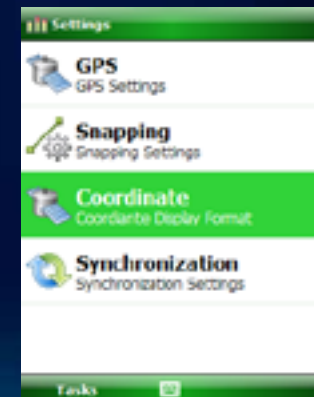 Settings
GPS
GPS Settings
Snapping
Snapping Settings
Coordinate
Coordiante Display Format
Synchronization
Synchronization Settings
Tasks